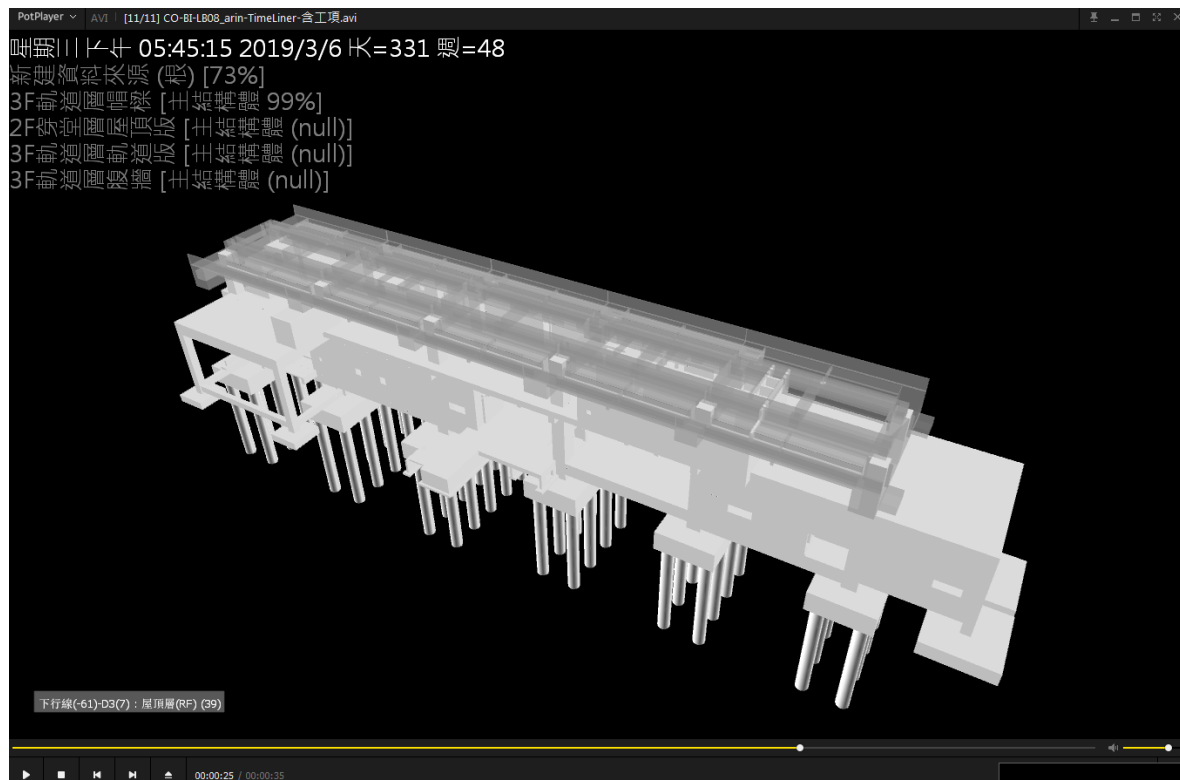 PotPlayer AVI [11/11] CO-BI-LB08_arin-TimeLiner-含工項.avi
星期三下午 05:45:15 2019/3/6 天=331 週=48
新建資料來源 (根) [73%]
3F軌道層帽樑 [主結構體 99%]
2F穿堂層屋頂版 [主結構體 (null)]
3F軌道層軌道版 [主結構體 (null)]
3F軌道層腹牆 [主結構體 (null)]
下行線(-61)-D3(7) : 屋頂層(RF) (39)
00:00:25 / 00:00:35